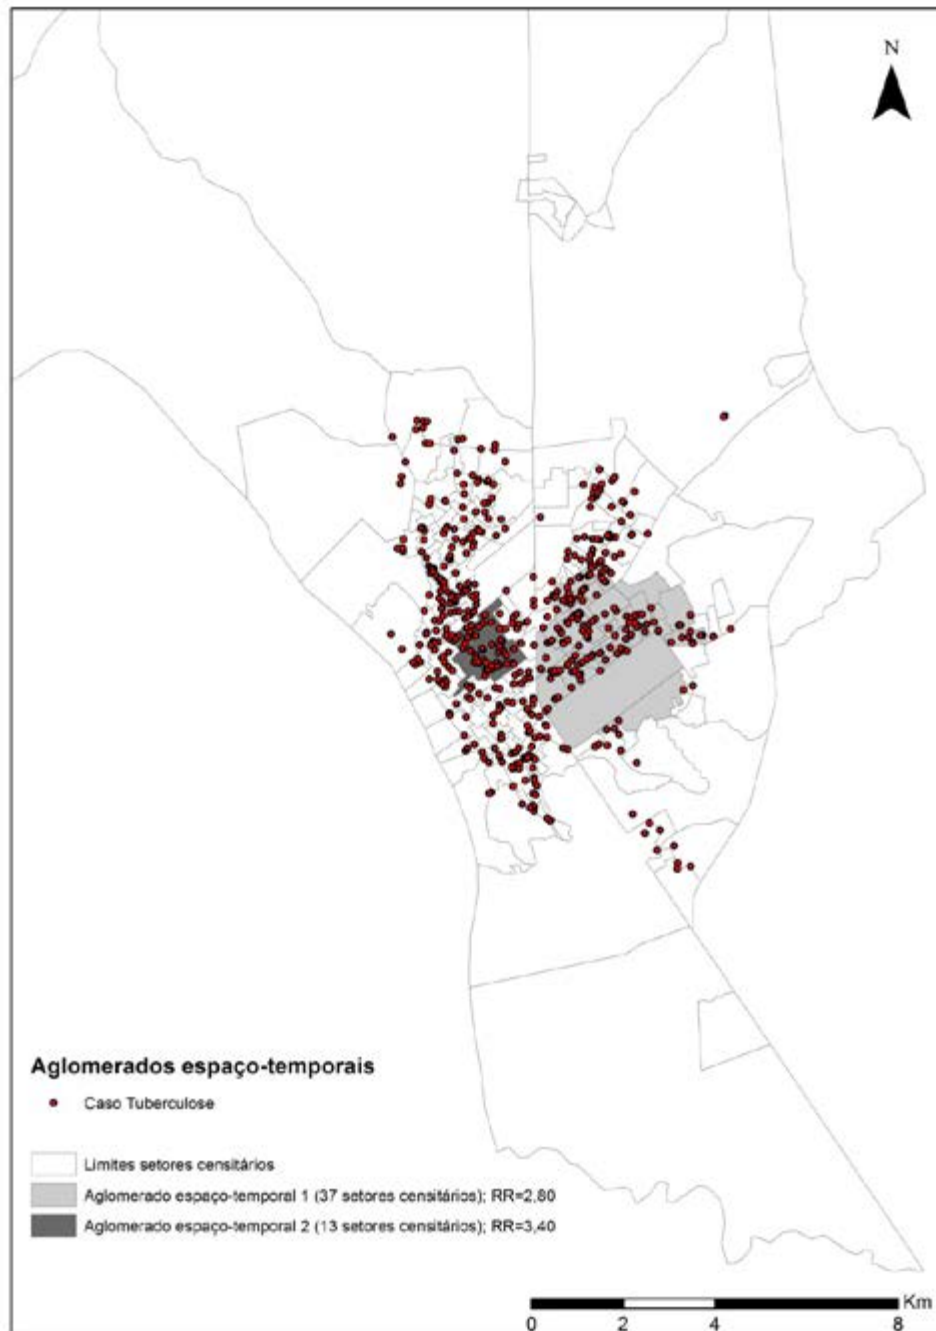 N
Aglomerados espaço-temporais
Caso Tuberculose
Limites setores censitários
Aglomerado espaço-temporal 1 (37 setores censitários); RR=2,80
Aglomerado espaço-temporal 2 (13 setores censitários); RR=3,40
Km
0 2 4 8